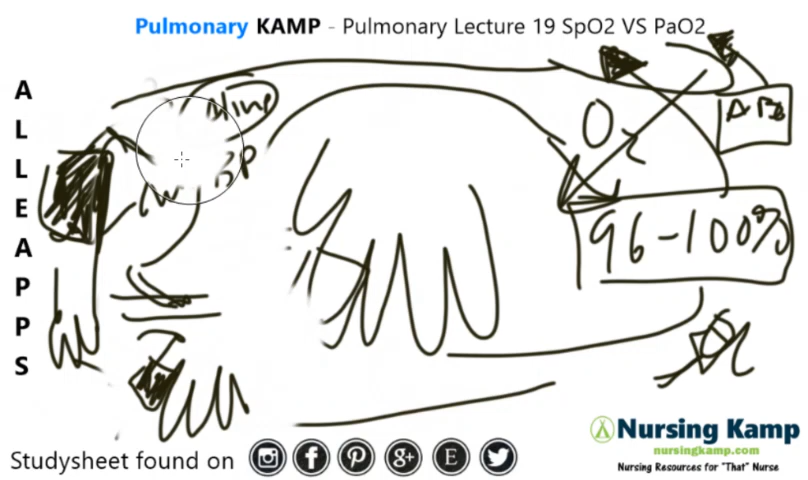 Pulmonary KAMP - Pulmonary Lecture 19 SpO2 VS PaO2
A
L
L
E
A
P
P
S
O2
96-100%
Studysheet found on
Nursing Kamp
nursingkamp.com
Nursing Resources for "That" Nurse